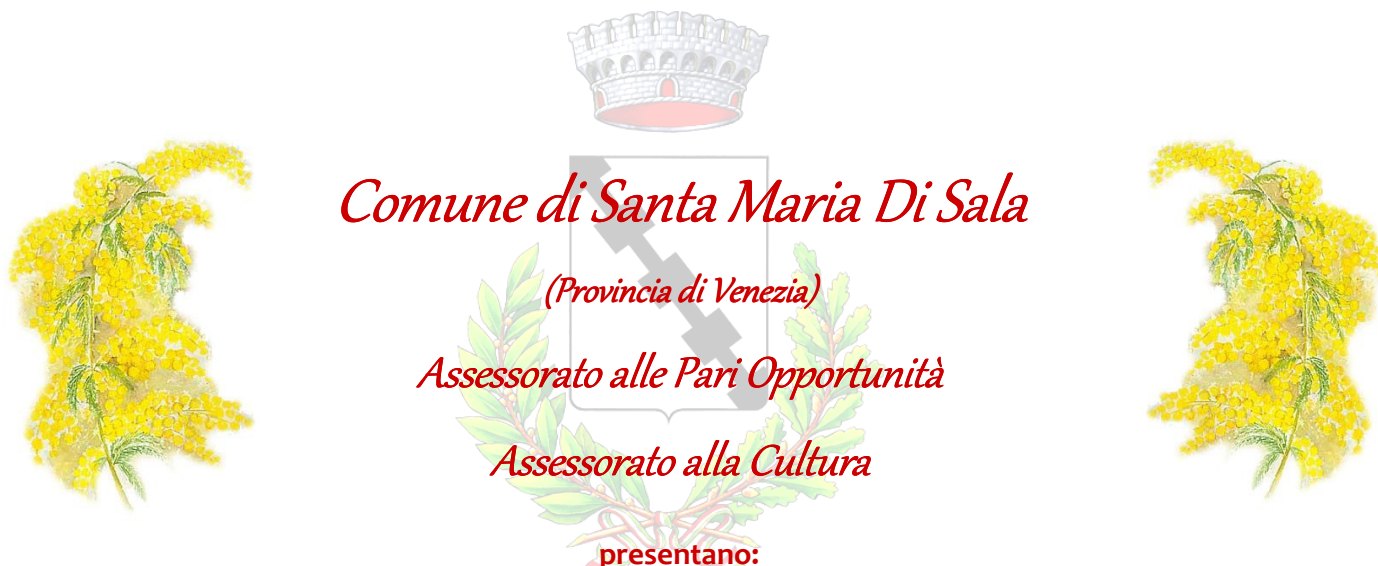 Comune di Santa Maria Di Sala
(Provincia di Venezia)
Assessorato alle Pari Opportunità
Assessorato alla Cultura
presentano: